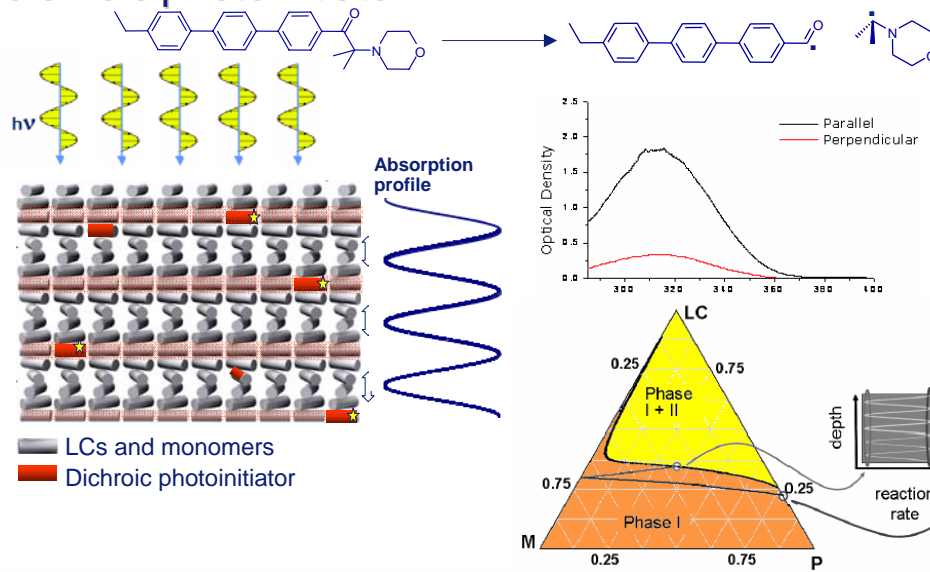 N
O
O
N
O
hν
Absorption
profile
LCs and monomers
Dichroic photoinitiator
Optical Density
2.5
2.0
1.5
1.0
0.5
0.0
Parallel
Perpendicular
300
320
340
360
380
400
LC
0.25
0.75
Phase
I + II
0.75
0.25
Phase I
M
0.25
0.75
P
depth
reaction
rate